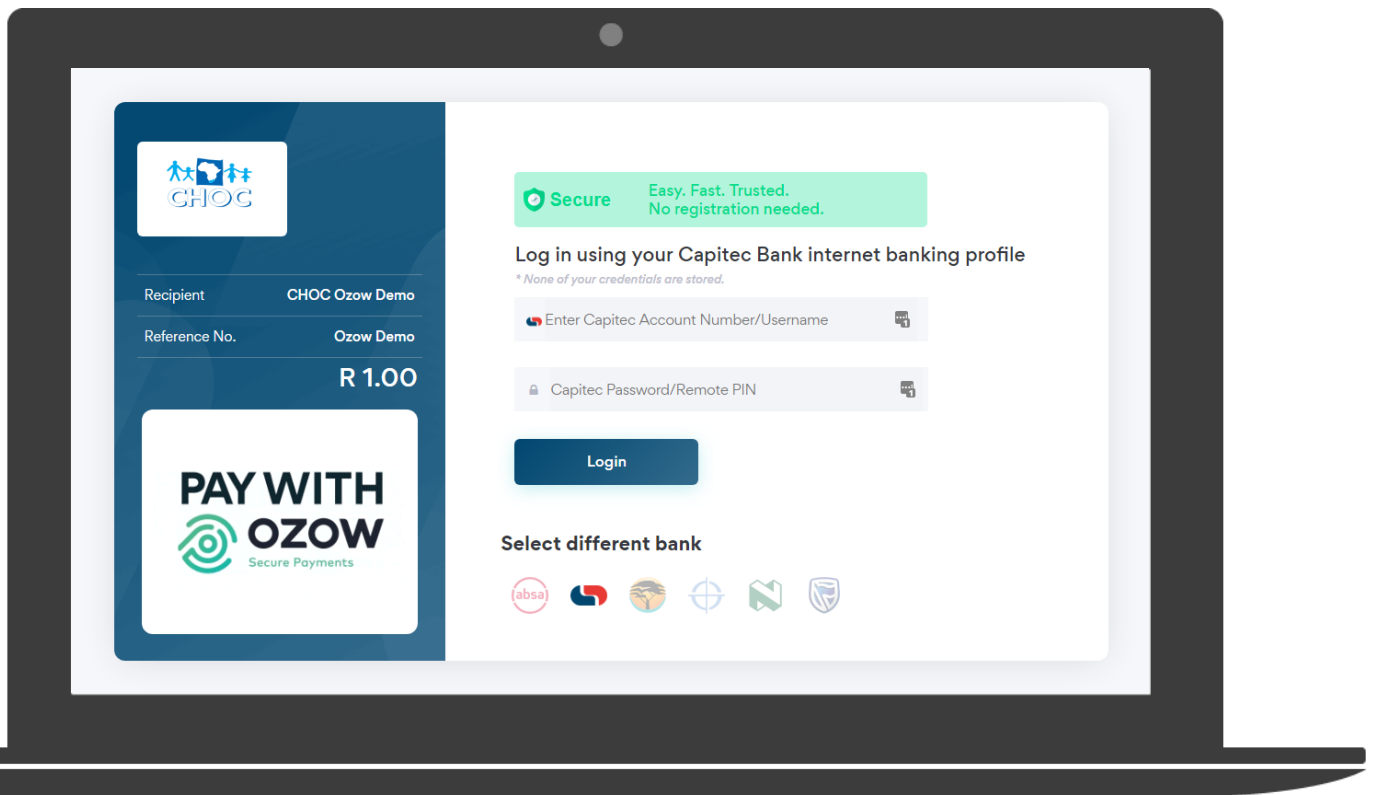 CHOC
Recipient CHOC Ozow Demo
Reference No. Ozow Demo
R 1.00
PAY WITH
OZOW
Secure Payments
Secure
Easy. Fast. Trusted.
No registration needed.
Log in using your Capitec Bank internet banking profile
* None of your credentials are stored.
Enter Capitec Account Number/Username
1
Capitec Password/Remote PIN
1
Login
Select different bank
(absa)